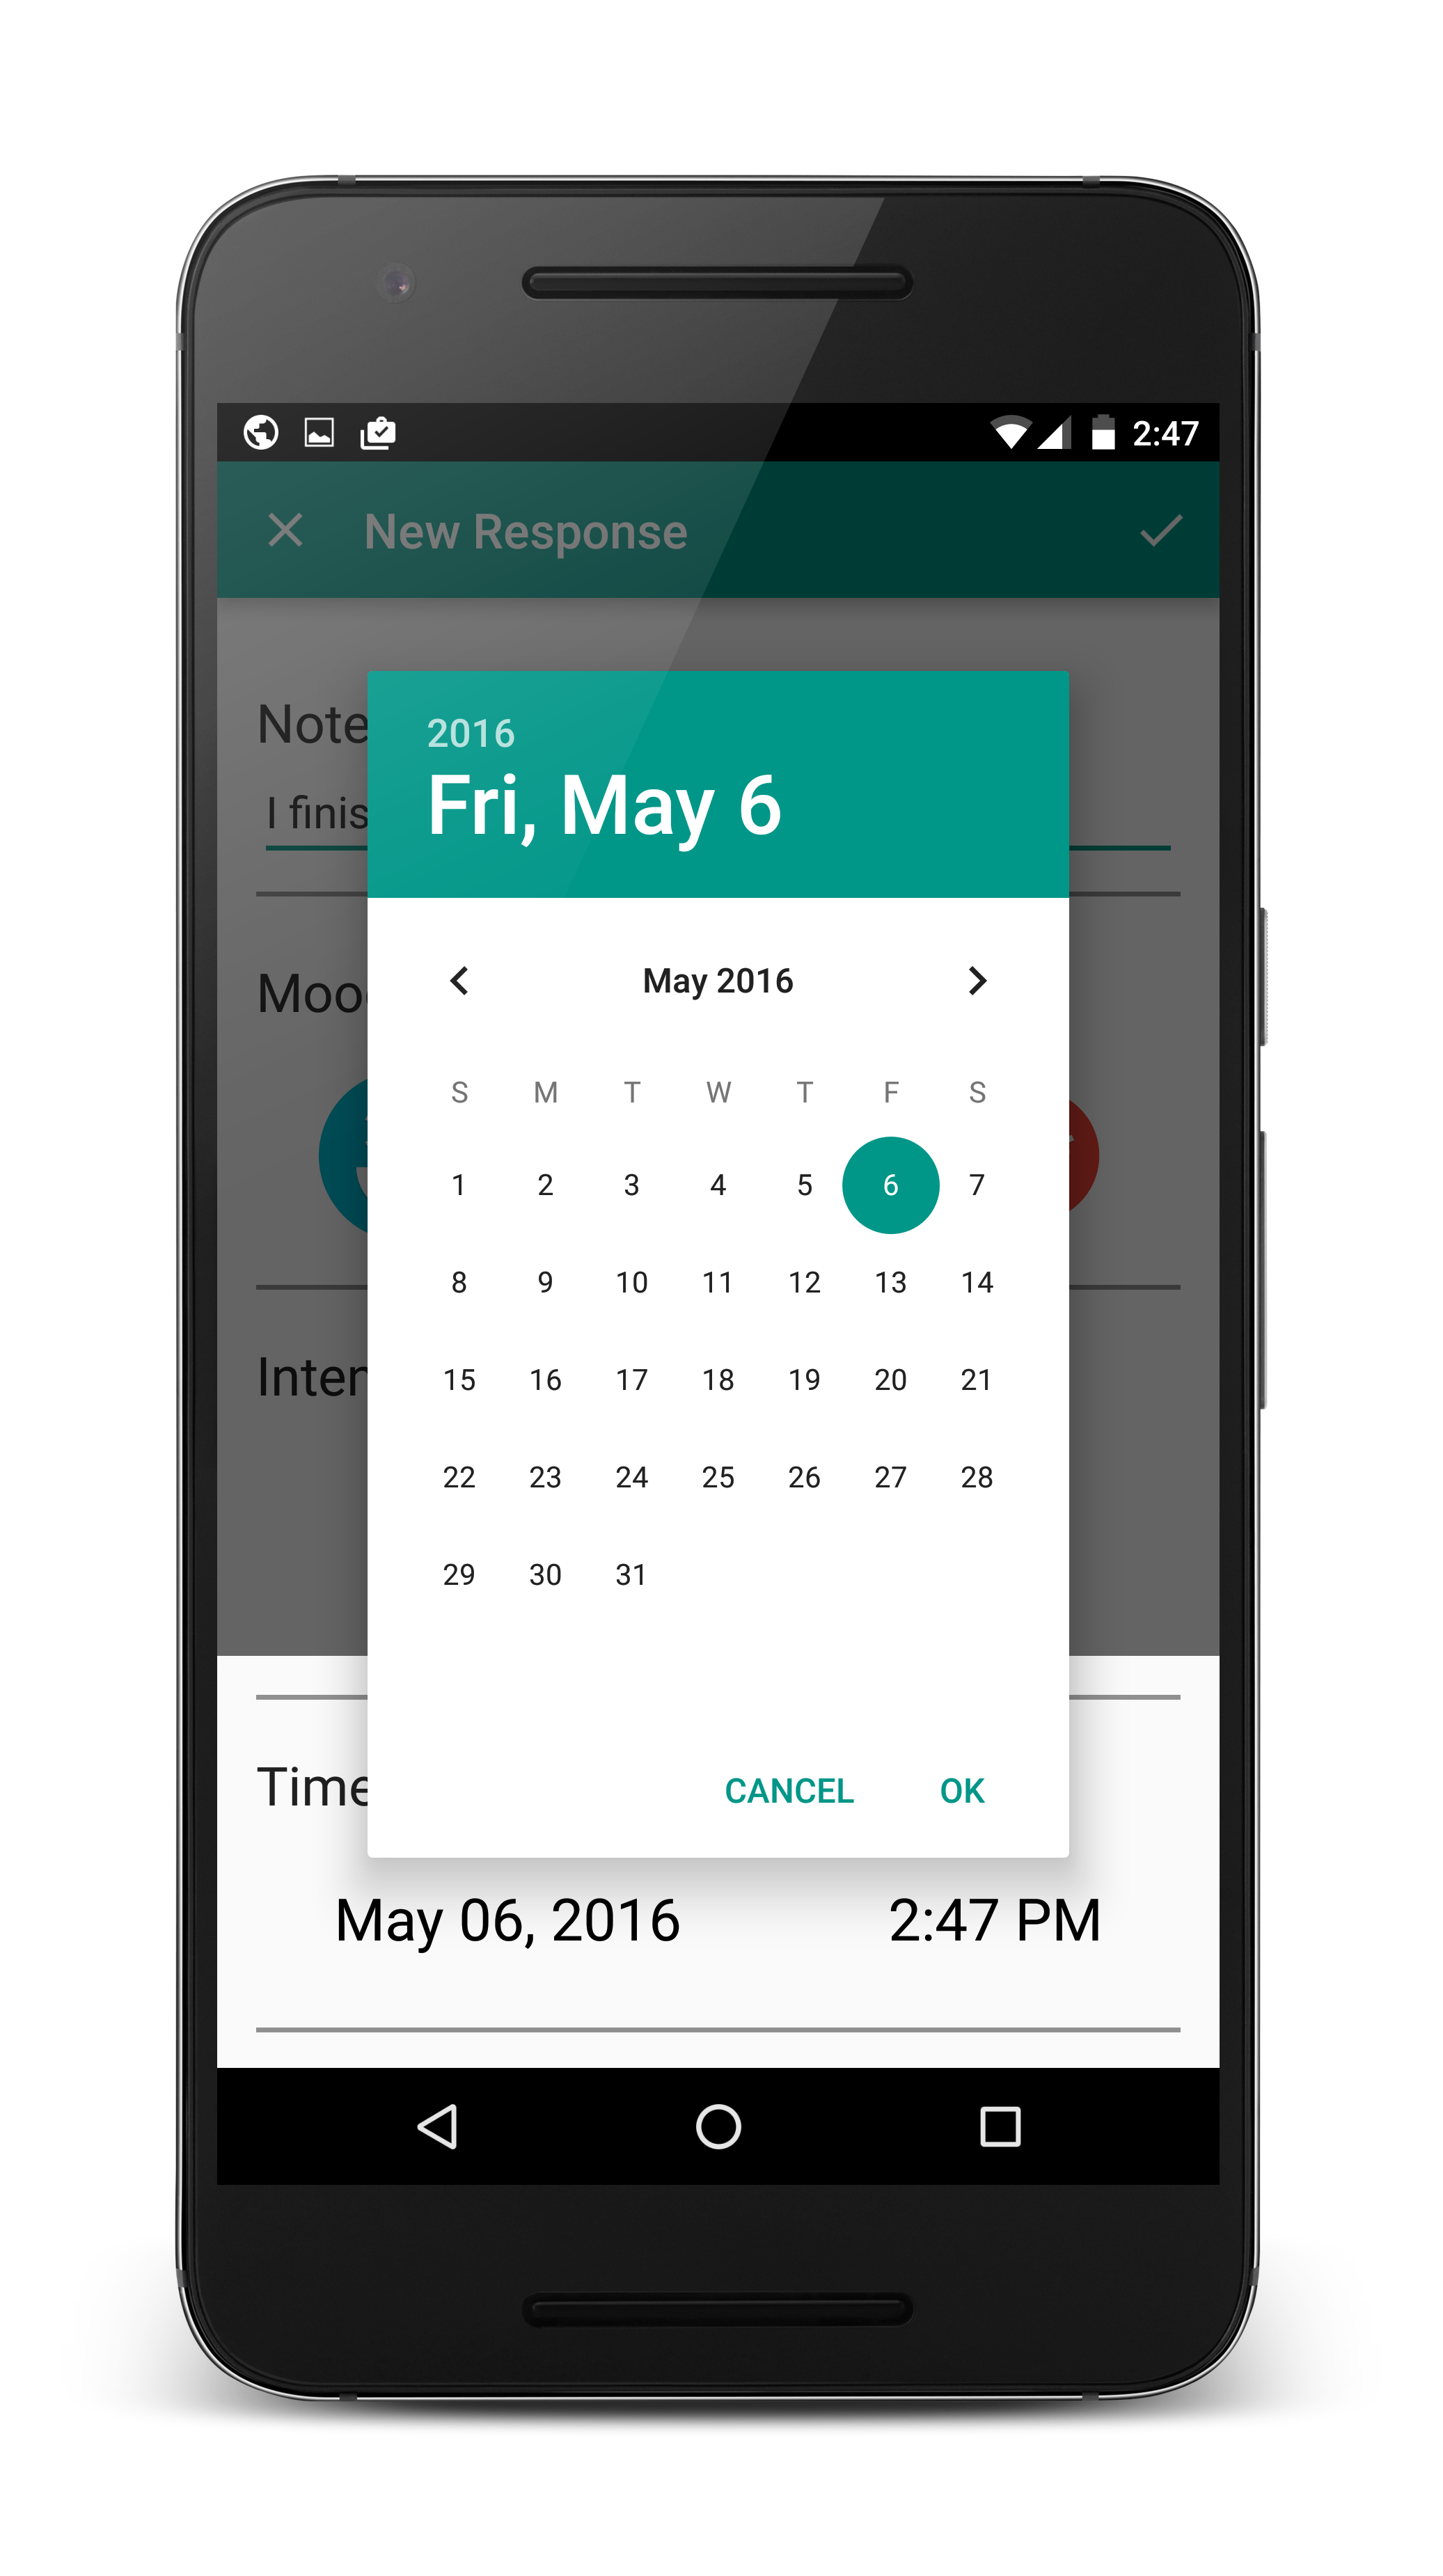 2:47
New Response
Note
I finis
2016
Fri, May 6
Moo
May 2016
S M T W T F S
1 2 3 4 5 6 7
8 9 10 11 12 13 14
15 16 17 18 19 20 21
22 23 24 25 26 27 28
29 30 31
Inten
Time
CANCEL OK
May 06, 2016 2:47 PM